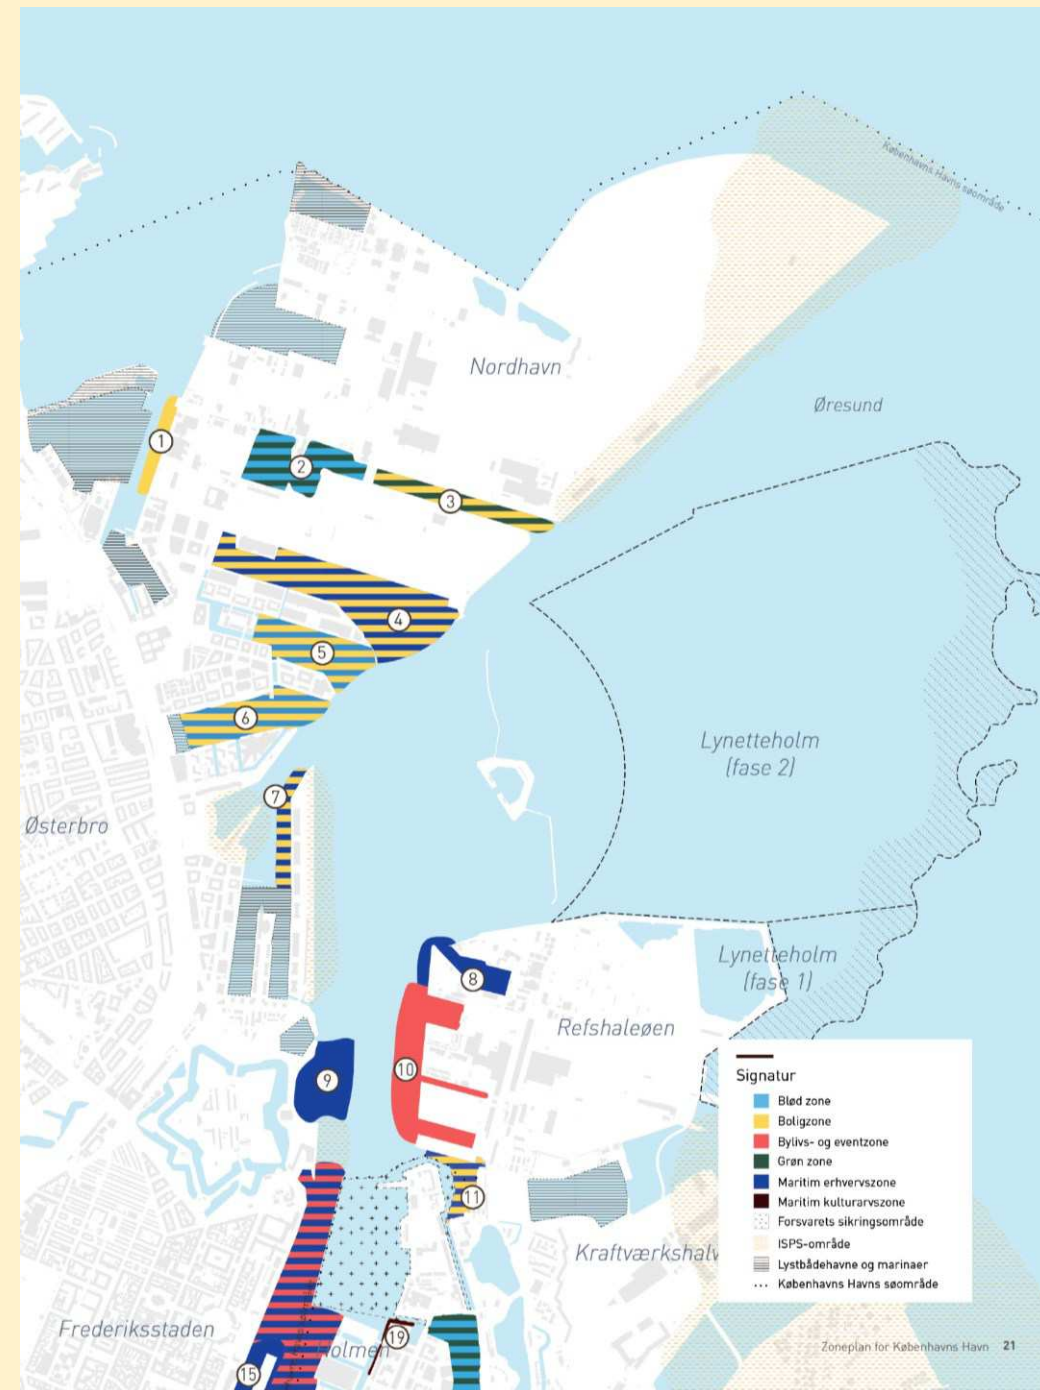 Københavns Havns søområde
Nordhavn
Øresund
1
2
3
4
5
6
Lynetteholm
(fase 2)
7
Østerbro
8
Lynetteholm
(fase 1)
Refshaleøen
9
10
11
Kraftværkshalv
Frederiksstaden
Holmen
19
15
Signatur
Blød zone
Boligzone
Bylivs- og eventzone
Grøn zone
Maritim erhvervszone
Maritim kulturarvszone
Forsvarets sikringsområde
ISPS-område
Lystbådehavne og marinaer
Københavns Havns søområde
Zoneplan for Københavns Havn 21